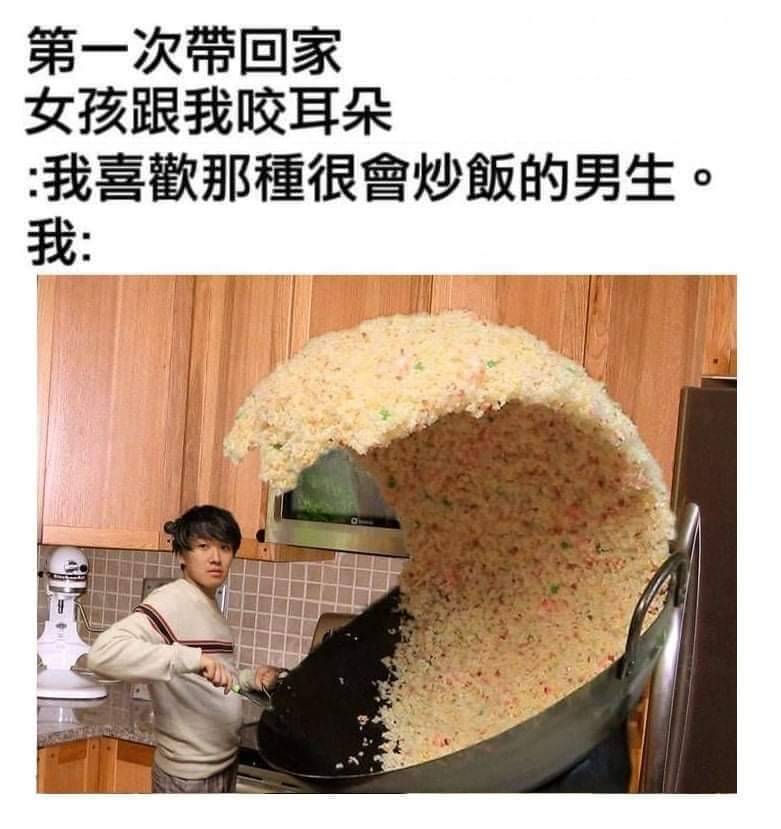 第一次帶回家
女孩跟我咬耳朵
:我喜歡那種很會炒飯的男生。
我: